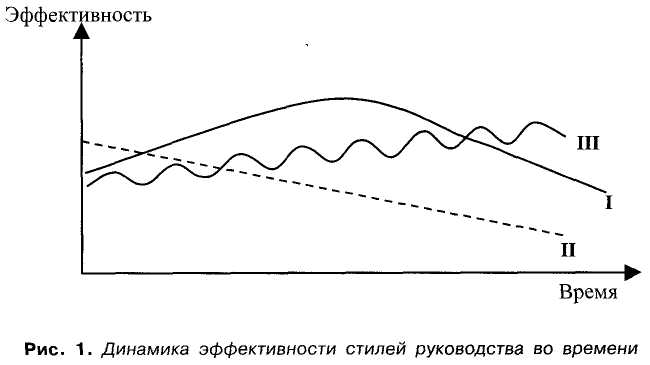 Эффективность
III
I
II
Время
Рис. 1. Динамика эффективности стилей руководства во времени